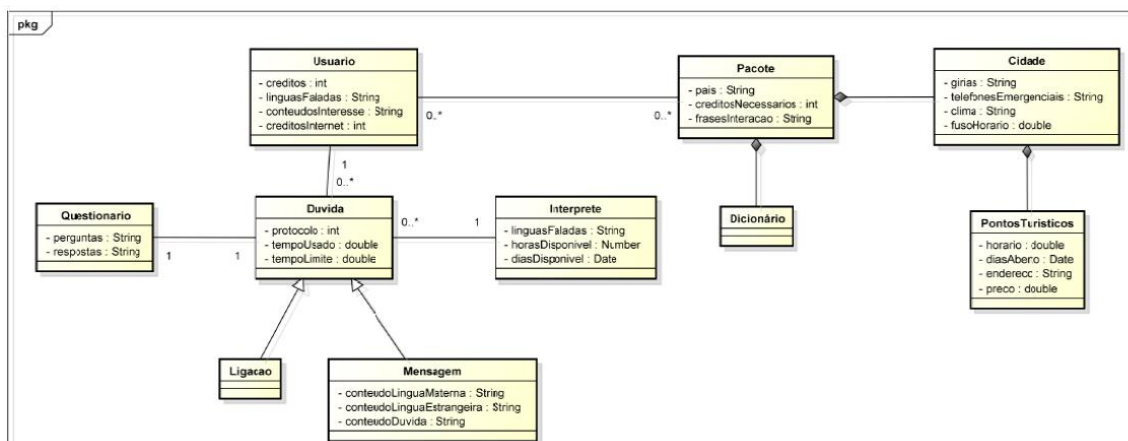 pkg
Usuario
- creditos : int
- linguasFaladas : String
- conteudosInteresse : String
- creditosInternet : int
0..*
0..*
Pacote
- pais : String
- creditosNecessarios : int
- frasesInteracao : String
Cidade
- girias : String
- telefonesEmergenciais : String
- clima : String
- fusoHorario : double
1
0..*
Questionario
- perguntas : String
- respostas : String
1
1
Duvida
- protocolo : int
- tempoUsado : double
- tempoLimite : double
0..*
1
Interprete
- linguasFaladas : String
- horasDisponivel : Number
- diasDisponivel : Date
Dicionário
PontosTuristicos
- horario : double
- diasAberto : Date
- endereco : String
- preco : double
Ligacao
Mensagem
- conteudoLinguaMaterna : String
- conteudoLinguaEstrangeira : String
- conteudoDuvida : String